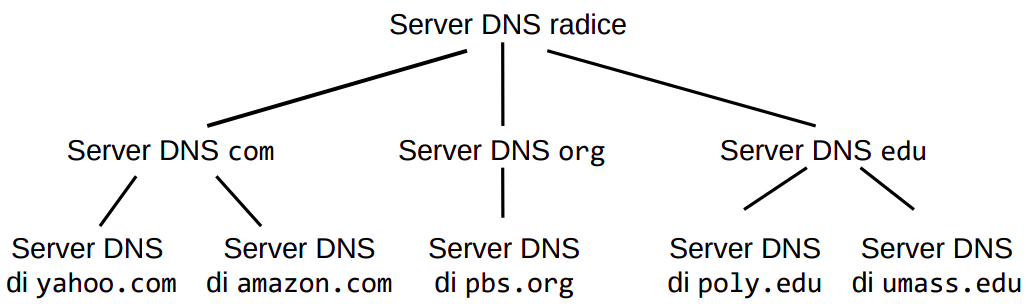 Server DNS radice
Server DNS com
Server DNS org
Server DNS edu
Server DNS
di yahoo.com
Server DNS
di amazon.com
Server DNS
di pbs.org
Server DNS
di poly.edu
Server DNS
di umass.edu